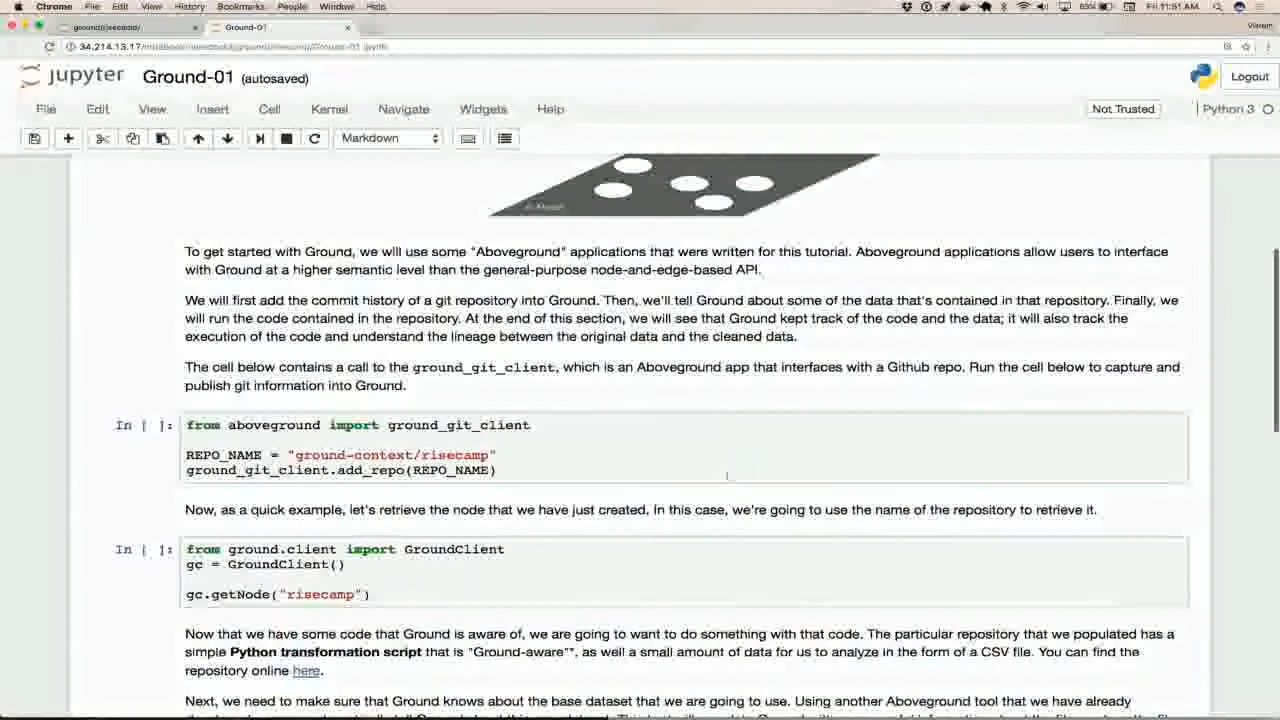 Chrome File Edit View History Bookmarks People Window Help Fri 11:51 AM
ground/risecamp/ Ground-01 Vikram
jupyter Ground-01 (autosaved) Logout
File Edit View Insert Cell Kernel Navigate Widgets Help Not Trusted Python 3
Markdown
To get started with Ground, we will use some "Aboveground" applications that were written for this tutorial. Aboveground applications allow users to interface
with Ground at a higher semantic level than the general-purpose node-and-edge-based API.
We will first add the commit history of a git repository into Ground. Then, we'll tell Ground about some of the data that's contained in that repository. Finally, we
will run the code contained in the repository. At the end of this section, we will see that Ground kept track of the code and the data; it will also track the
execution of the code and understand the lineage between the original data and the cleaned data.
The cell below contains a call to the ground_git_client, which is an Aboveground app that interfaces with a Github repo. Run the cell below to capture and
publish git information into Ground.
In [ ]: from aboveground import ground_git_client
REPO_NAME = "ground-context/risecamp"
ground_git_client.add_repo(REPO_NAME)
Now, as a quick example, let's retrieve the node that we have just created. In this case, we're going to use the name of the repository to retrieve it.
In [ ]: from ground.client import GroundClient
gc = GroundClient()
gc.getNode("risecamp")
Now that we have some code that Ground is aware of, we are going to want to do something with that code. The particular repository that we populated has a
simple Python transformation script that is "Ground-aware"", as well a small amount of data for us to analyze in the form of a CSV file. You can find the
repository online here.
Next, we need to make sure that Ground knows about the base dataset that we are going to use. Using another Aboveground tool that we have already